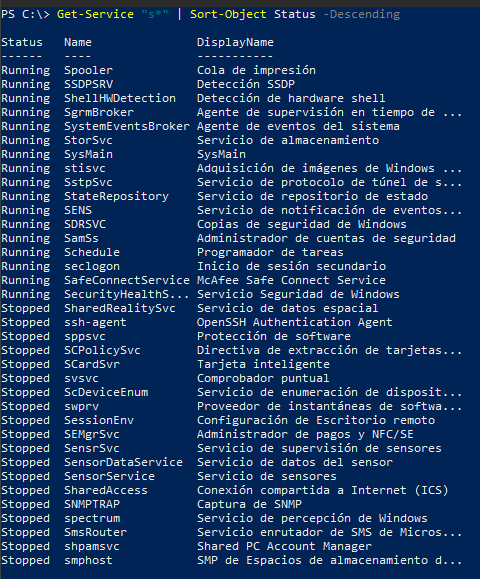 PS C:\> Get-Service "s*" | Sort-Object Status -Descending
Status   Name               DisplayName
------   ----               -----------
Running  Spooler            Cola de impresión
Running  SSDPSRV            Detección SSDP
Running  ShellHWDetection   Detección de hardware shell
Running  SgrmBroker         Agente de supervisión en tiempo de ...
Running  SystemEventsBroker Agente de eventos del sistema
Running  StorSvc            Servicio de almacenamiento
Running  SysMain            SysMain
Running  stisvc             Adquisición de imágenes de Windows ...
Running  SstpSvc            Servicio de protocolo de túnel de s...
Running  StateRepository    Servicio de repositorio de estado
Running  SENS               Servicio de notificación de eventos...
Running  SDRSVC             Copias de seguridad de Windows
Running  SamSs              Administrador de cuentas de seguridad
Running  Schedule           Programador de tareas
Running  seclogon           Inicio de sesión secundario
Running  SafeConnectService McAfee Safe Connect Service
Running  SecurityHealthS... Servicio Seguridad de Windows
Stopped  SharedRealitySvc   Servicio de datos espacial
Stopped  ssh-agent          OpenSSH Authentication Agent
Stopped  sppsvc             Protección de software
Stopped  SCPolicySvc        Directiva de extracción de tarjetas...
Stopped  SCardSvr           Tarjeta inteligente
Stopped  svsvc              Comprobador puntual
Stopped  ScDeviceEnum       Servicio de enumeración de disposit...
Stopped  swprv              Proveedor de instantáneas de softwa...
Stopped  SessionEnv         Configuración de Escritorio remoto
Stopped  SEMgrSvc           Administrador de pagos y NFC/SE
Stopped  SensrSvc           Servicio de supervisión de sensores
Stopped  SensorDataService  Servicio de datos del sensor
Stopped  SensorService      Servicio de sensores
Stopped  SharedAccess       Conexión compartida a Internet (ICS)
Stopped  SNMPTRAP           Captura de SNMP
Stopped  spectrum           Servicio de percepción de Windows
Stopped  SmsRouter          Servicio enrutador de SMS de Micros...
Stopped  shpamsvc           Shared PC Account Manager
Stopped  smphost            SMP de Espacios de almacenamiento d...